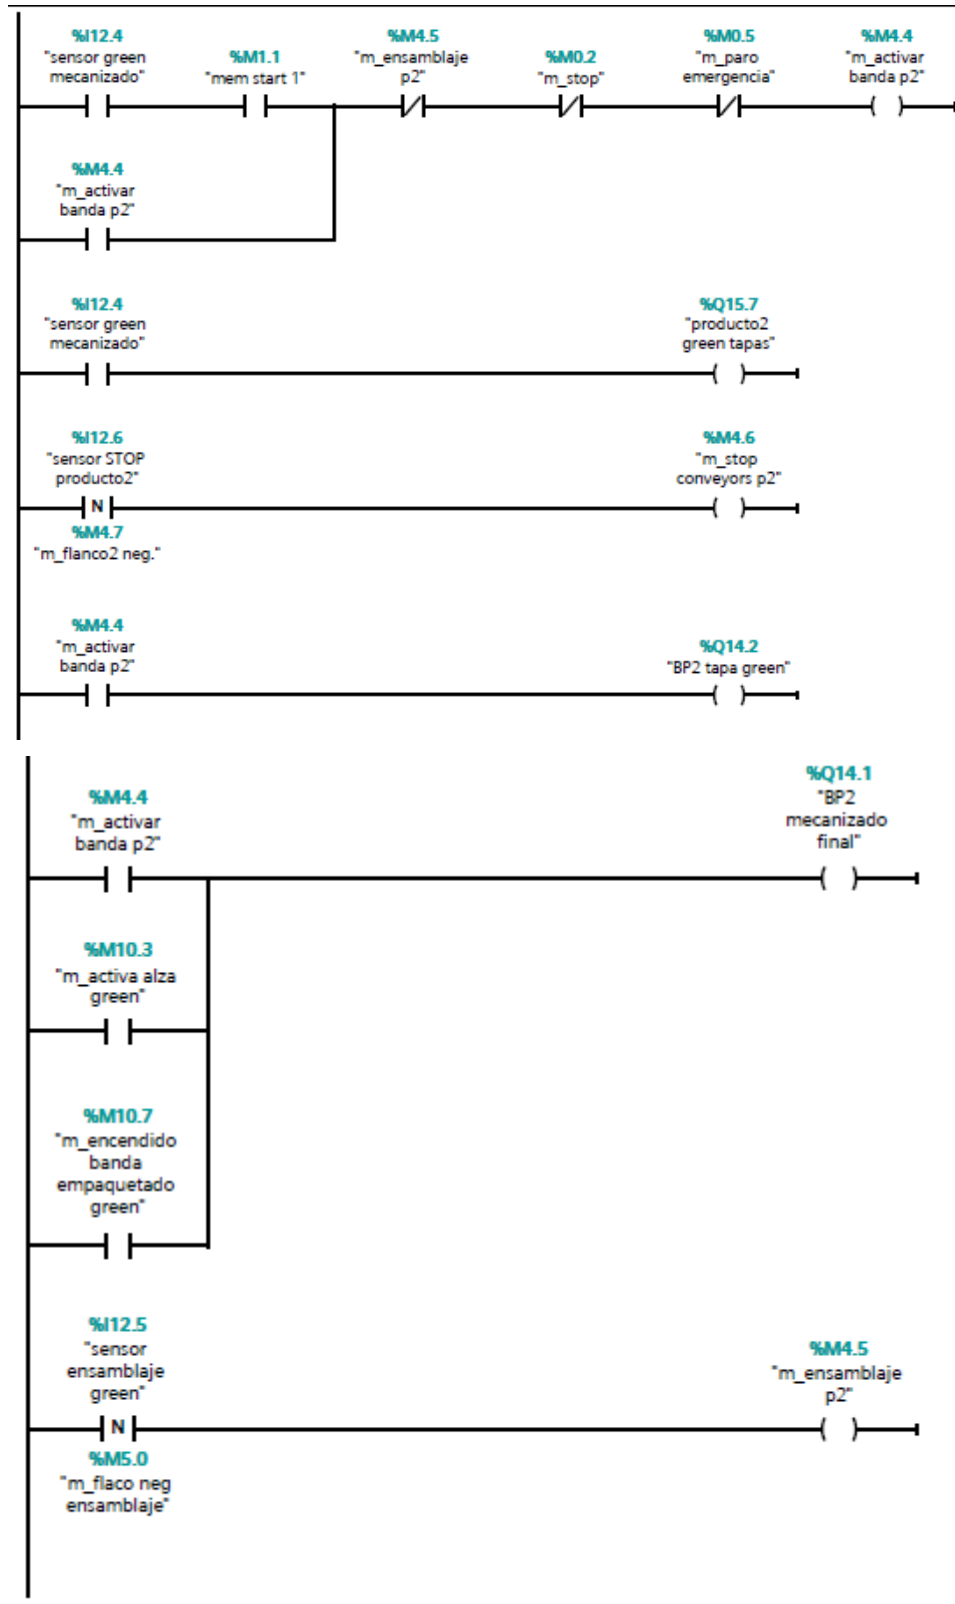 %I12.4
"sensor green
mecanizado"
%M1.1
"mem start 1"
%M4.5
"m_ensamblaje
p2"
%M0.2
"m_stop"
%M0.5
"m_paro
emergencia"
%M4.4
"m_activar
banda p2"
%M4.4
"m_activar
banda p2"
%I12.4
"sensor green
mecanizado"
%Q15.7
"producto2
green tapas"
%I12.6
"sensor STOP
producto2"
N
%M4.7
"m_flanco2 neg."
%M4.6
"m_stop
conveyors p2"
%M4.4
"m_activar
banda p2"
%Q14.2
"BP2 tapa green"
%M4.4
"m_activar
banda p2"
%Q14.1
"BP2
mecanizado
final"
%M10.3
"m_activa alza
green"
%M10.7
"m_encendido
banda
empaquetado
green"
%I12.5
"sensor
ensamblaje
green"
N
%M5.0
"m_flaco neg
ensamblaje"
%M4.5
"m_ensamblaje
p2"